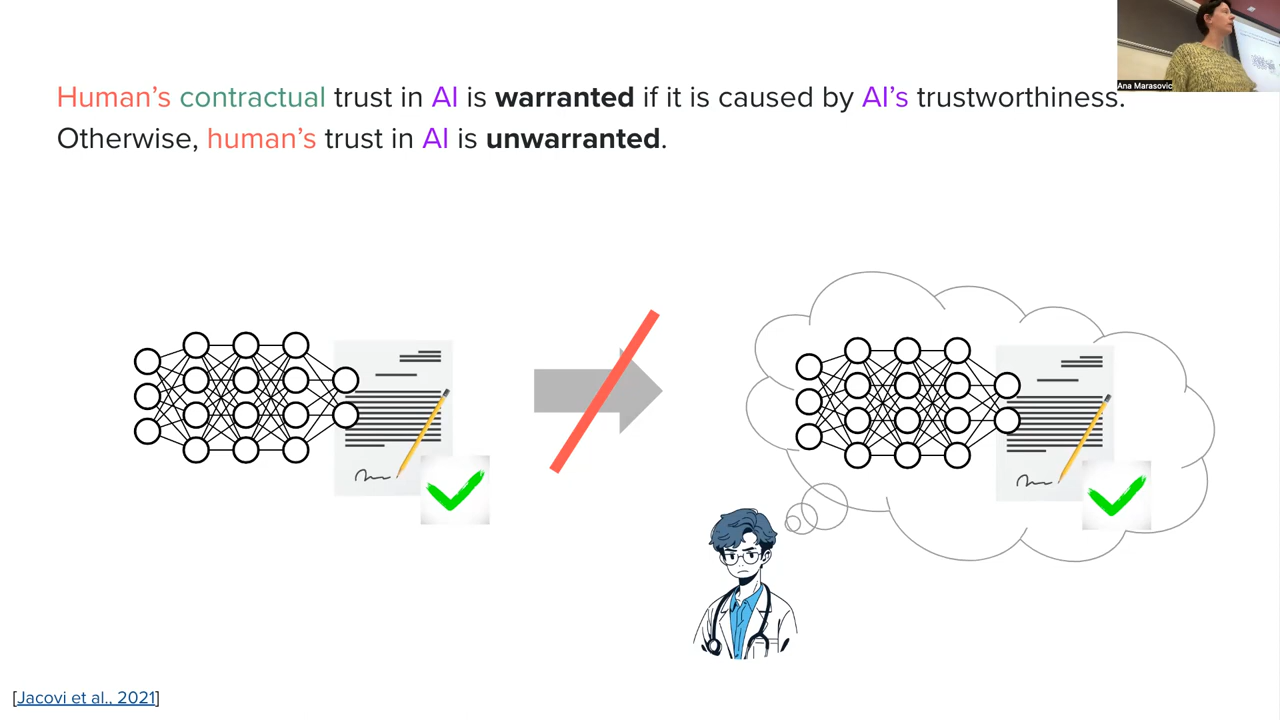 Human's contractual trust in AI is warranted if it is caused by AI's trustworthiness.
Otherwise, human's trust in AI is unwarranted.
Ana Marasovic
[Jacovi et al., 2021]